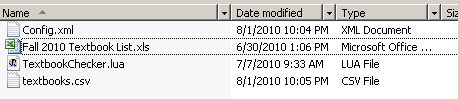 Name Date modified Type Siz
Config.xml 8/1/2010 10:04 PM XML Document
Fall 2010 Textbook List.xls 6/30/2010 1:06 PM Microsoft Office ...
TextbookChecker.lua 7/7/2010 9:33 AM LUA File
textbooks.csv 8/1/2010 10:05 PM CSV File